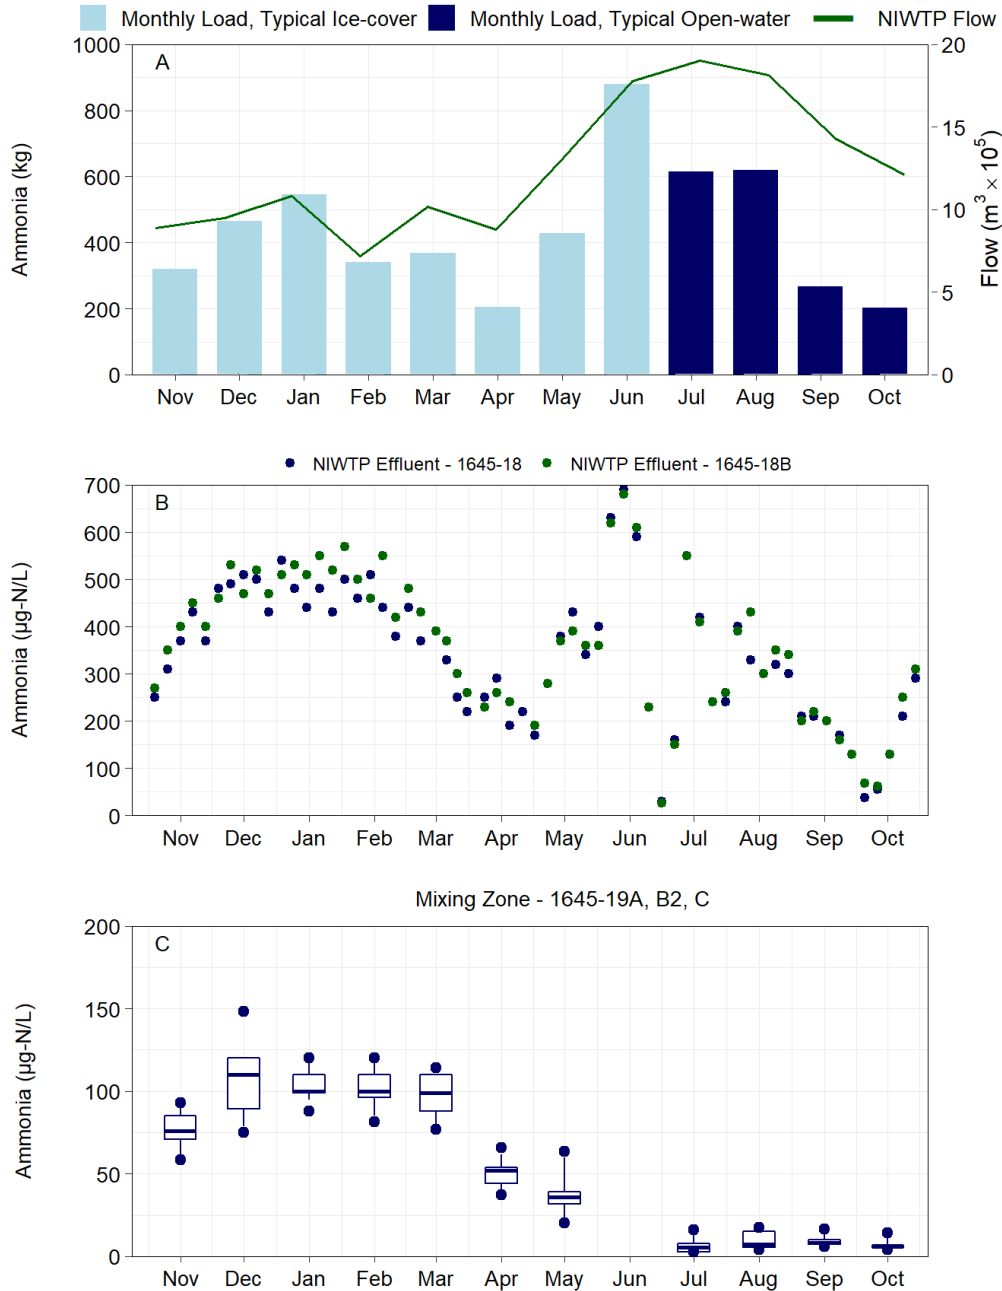 Monthly Load, Typical Ice-cover Monthly Load, Typical Open-water NIWTP Flow
A
1000
800
600
400
200
0
Ammonia (kg)
20
15
10
5
0
Flow (m³ × 10⁵)
Nov Dec Jan Feb Mar Apr May Jun Jul Aug Sep Oct
NIWTP Effluent - 1645-18 NIWTP Effluent - 1645-18B
B
700
600
500
400
300
200
100
0
Ammonia (µg-N/L)
Nov Dec Jan Feb Mar Apr May Jun Jul Aug Sep Oct
Mixing Zone - 1645-19A, B2, C
C
200
150
100
50
0
Ammonia (µg-N/L)
Nov Dec Jan Feb Mar Apr May Jun Jul Aug Sep Oct